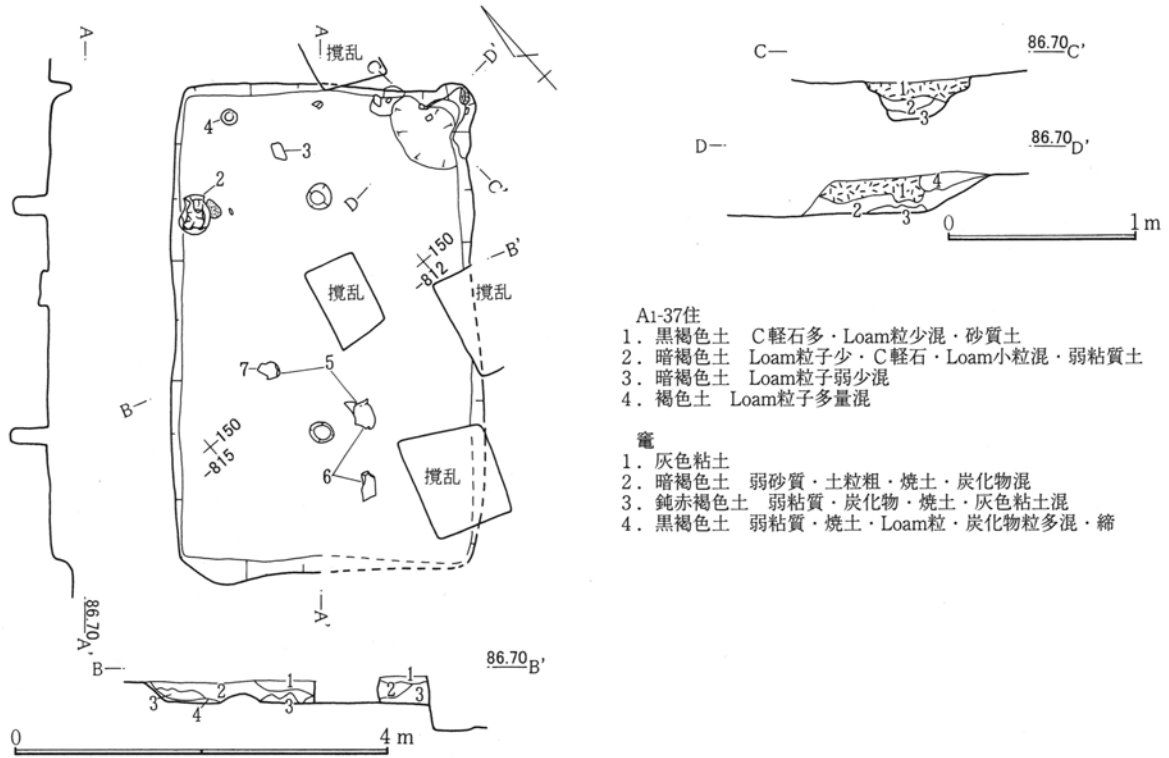 A—
A—
撹乱
C
D'
4
3
2
D—
C'
150
-812
B'
撹乱
撹乱
7
5
B—
150
-815
6
撹乱
—A'
86.70 A'
B—
86.70 B'
1
2
3
4
3
1
2
3
0
4 m
C—
86.70 C'
1
2
3
D—
86.70 D'
1
4
2
3
0
1 m
A1-37住
1．黒褐色土　C軽石多・Loam粒少混・砂質土
2．暗褐色土　Loam粒子少・C軽石・Loam小粒混・弱粘質土
3．暗褐色土　Loam粒子弱少混
4．褐色土　Loam粒子多量混
竈
1．灰色粘土
2．暗褐色土　弱砂質・土粒粗・焼土・炭化物混
3．鈍赤褐色土　弱粘質・炭化物・焼土・灰色粘土混
4．黒褐色土　弱粘質・焼土・Loam粒・炭化物粒多混・締